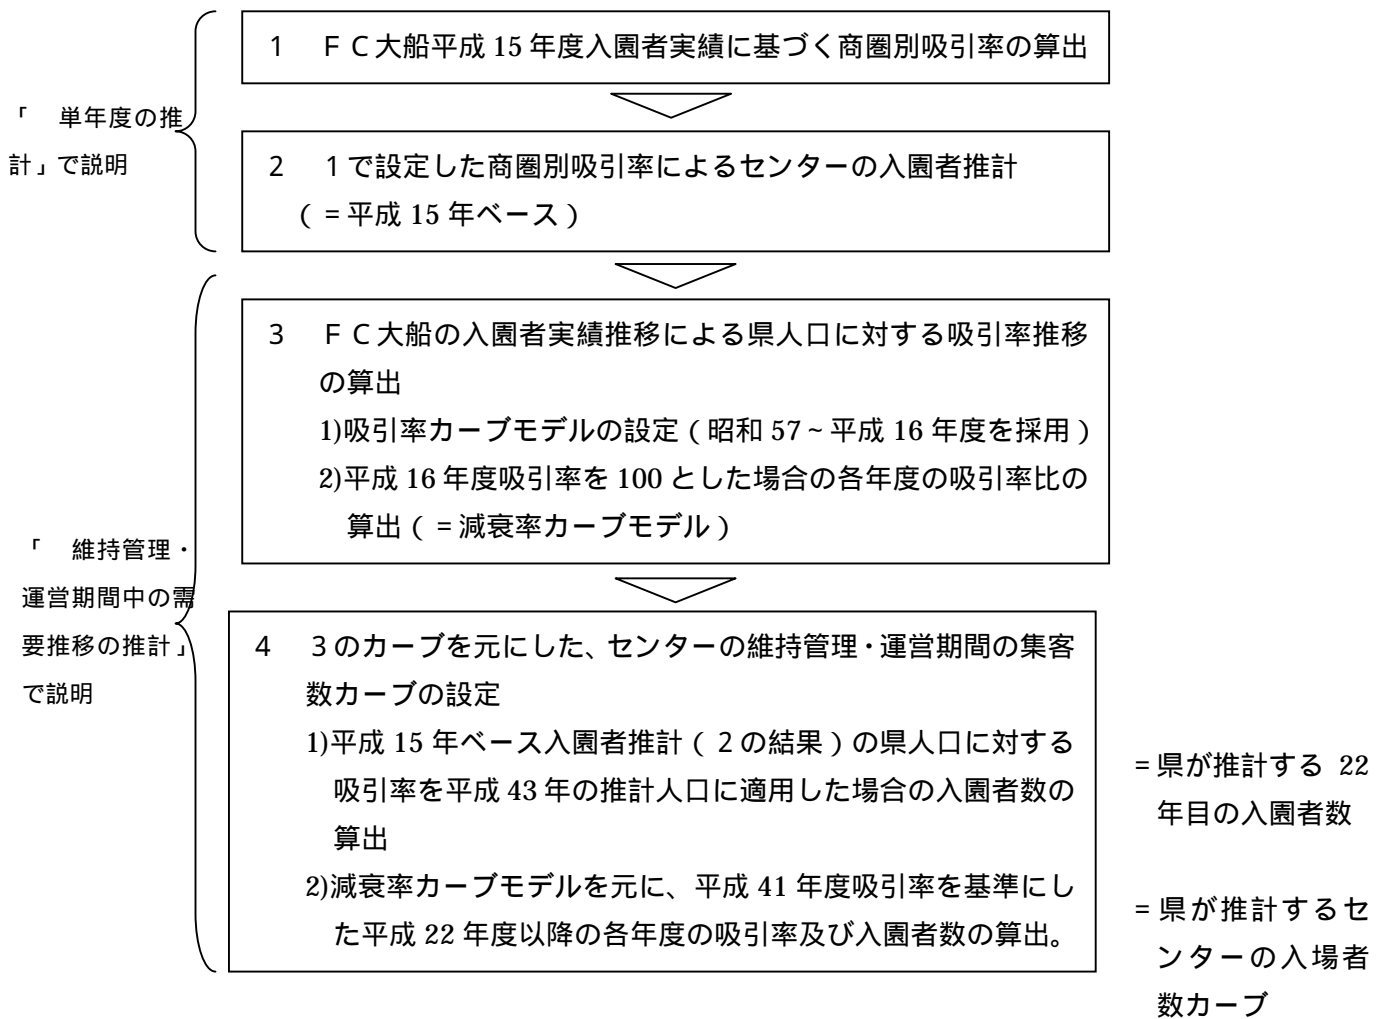 1　ＦＣ大船平成 15 年度入園者実績に基づく商圏別吸引率の算出
「　単年度の推
計」で説明
2　１で設定した商圏別吸引率によるセンターの入園者推計
（＝平成 15 年ベース）
3　ＦＣ大船の入園者実績推移による県人口に対する吸引率推移
の算出
1)吸引率カーブモデルの設定（昭和 57～平成 16 年度を採用）
2)平成 16 年度吸引率を 100 とした場合の各年度の吸引率比の
算出（＝減衰率カーブモデル）
「　維持管理・
運営期間中の需
要推移の推計」
で説明
4　３のカーブを元にした、センターの維持管理・運営期間の集客
数カーブの設定
1)平成 15 年ベース入園者推計（２の結果）の県人口に対する
吸引率を平成 43 年の推計人口に適用した場合の入園者数の
算出
2)減衰率カーブモデルを元に、平成 41 年度吸引率を基準にし
た平成 22 年度以降の各年度の吸引率及び入園者数の算出。
＝県が推計する 22
年目の入園者数
＝県が推計するセ
ンターの入場者
数カーブ